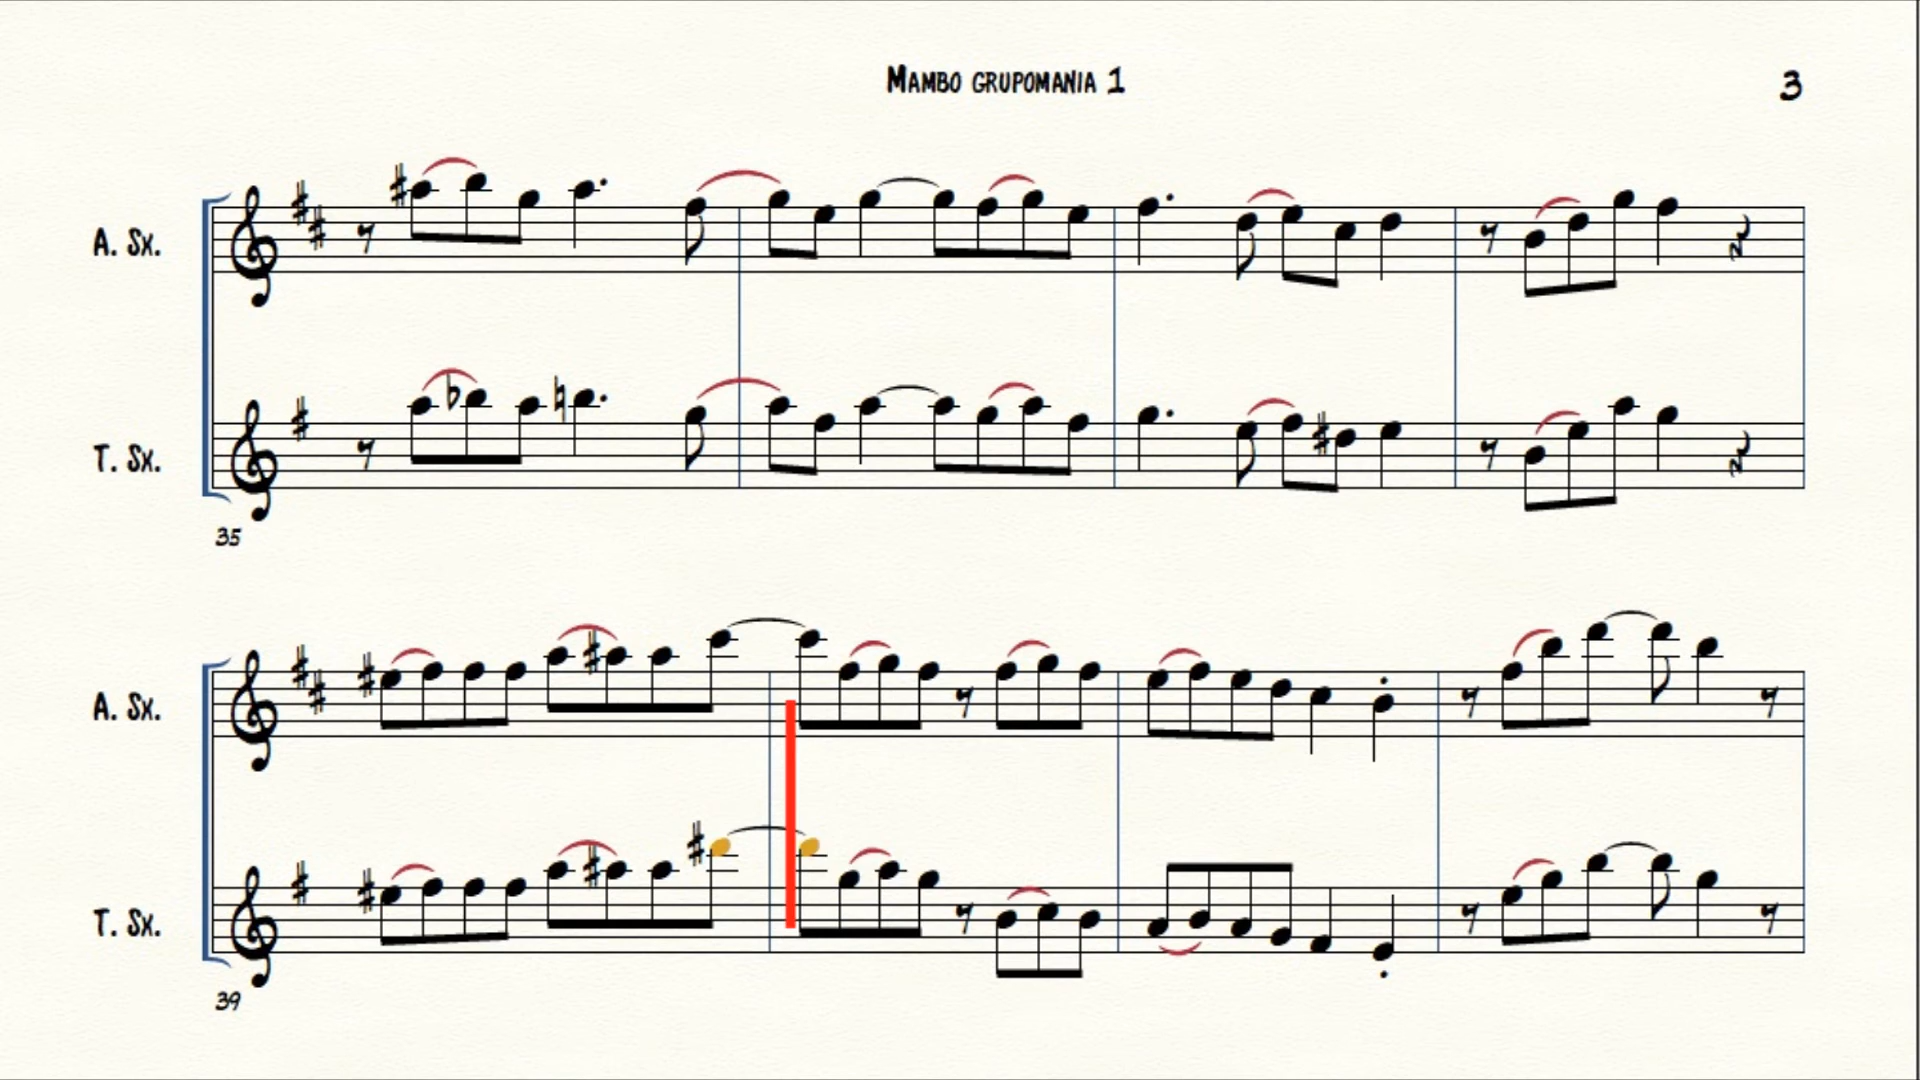 Mambo grupomania 1
3
A. Sx.
T. Sx.
35
A. Sx.
T. Sx.
39